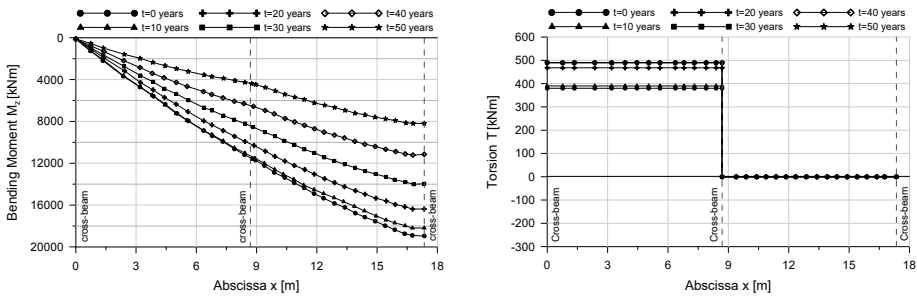 t=0 years t=20 years t=40 years
t=10 years t=30 years t=50 years
0
4000
8000
12000
16000
20000
Bending Moment Mz [kNm]
cross-beam
cross-beam
cross-beam
0 3 6 9 12 15 18
Abscissa x [m]
t=0 years t=20 years t=40 years
t=10 years t=30 years t=50 years
600
500
400
300
200
100
0
-100
-200
-300
Torsion T [kNm]
Cross-beam
Cross-beam
Cross-beam
0 3 6 9 12 15 18
Abscissa x [m]